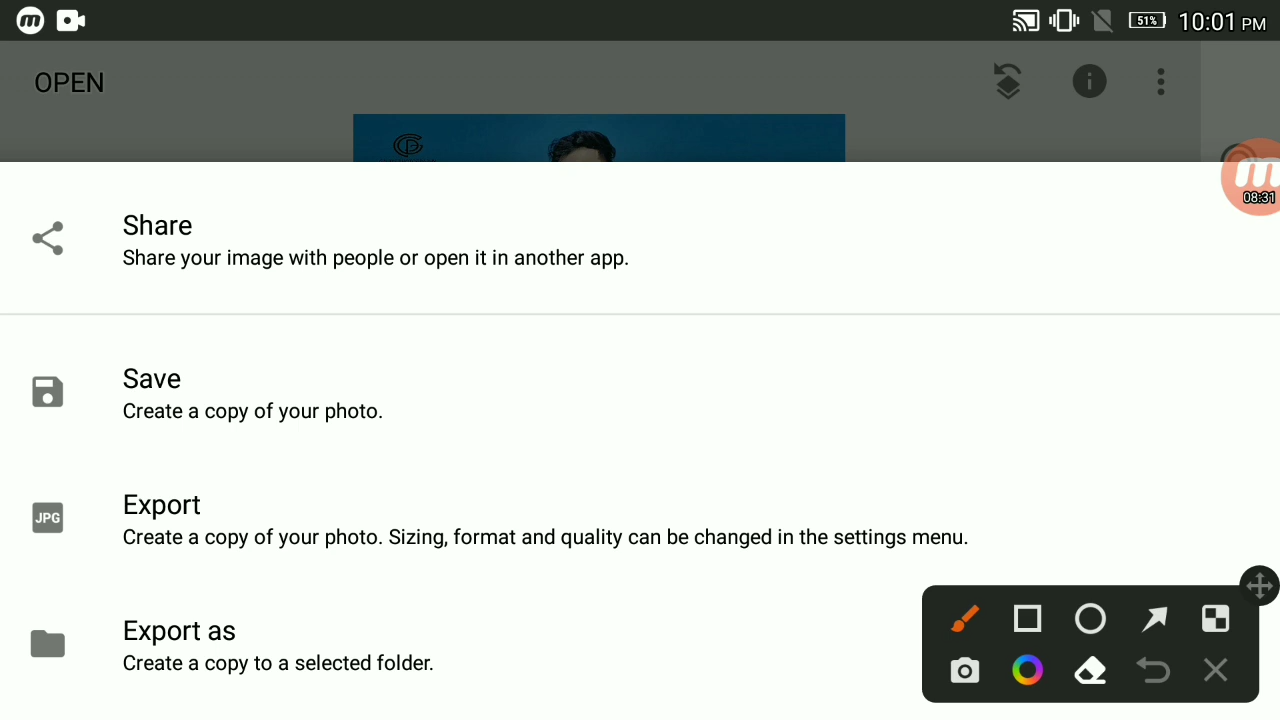 51%
10:01 PM
OPEN
08:31
Share
Share your image with people or open it in another app.
Save
Create a copy of your photo.
JPG
Export
Create a copy of your photo. Sizing, format and quality can be changed in the settings menu.
Export as
Create a copy to a selected folder.